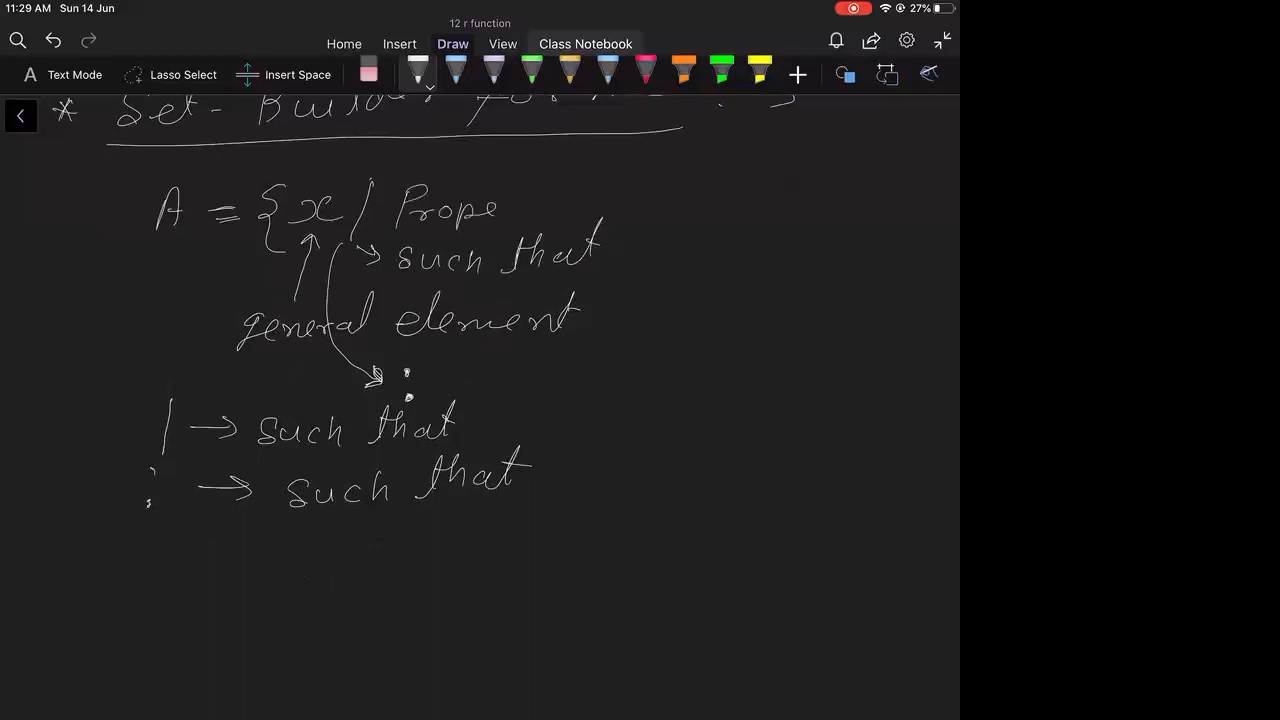 11:29 AM Sun 14 Jun 27%
12 r function
Home Insert Draw View Class Notebook
A Text Mode Lasso Select Insert Space
* Set - Builder
A = {x | Prope
→ such that
general element
:
| → such that
: → such that